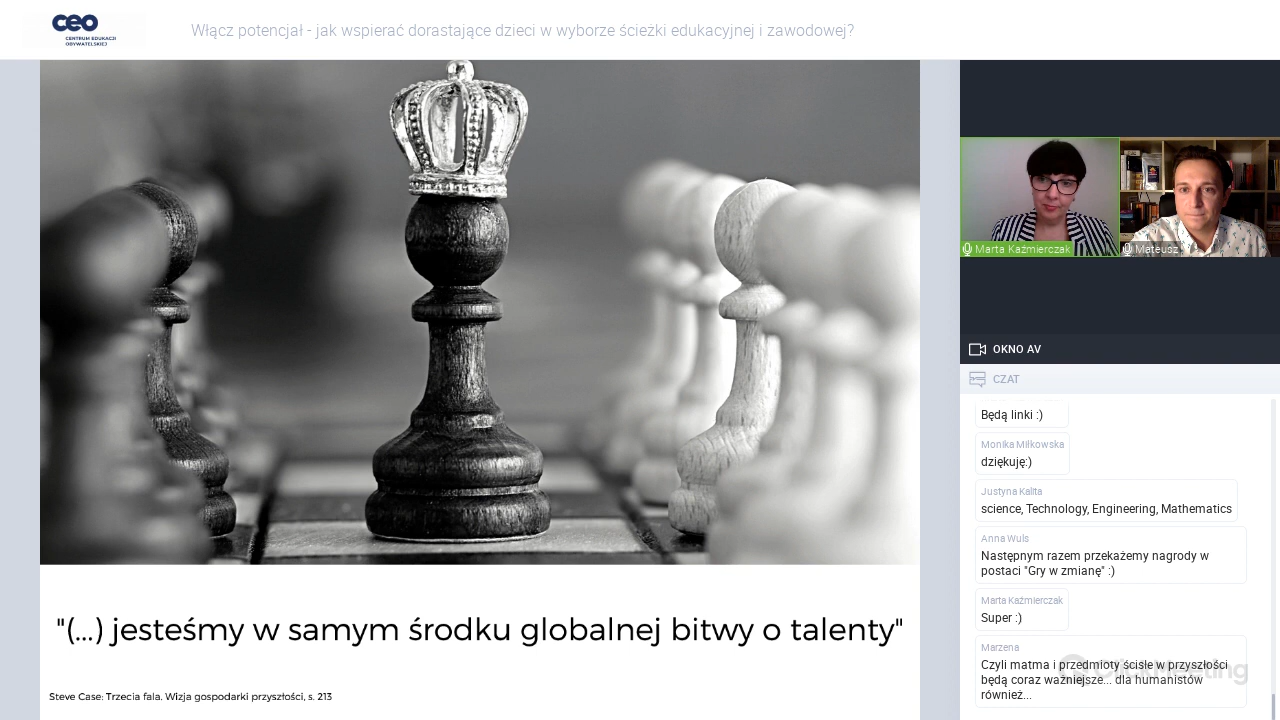 ceo
CENTRUM EDUKACJI
OBYWATELSKIEJ
Włącz potencjał - jak wspierać dorastające dzieci w wyborze ścieżki edukacyjnej i zawodowej?
"(...) jesteśmy w samym środku globalnej bitwy o talenty"
Steve Case: Trzecia fala. Wizja gospodarki przyszłości, s. 213
Marta Kaźmierczak
Mateusz
OKNO AV
CZAT
Będą linki :)
Monika Miłkowska
dziękuję:)
Justyna Kalita
science, Technology, Engineering, Mathematics
Anna Wuls
Następnym razem przekażemy nagrody w
postaci "Gry w zmianę" :)
Marta Kaźmierczak
Super :)
Marzena
Czyli matma i przedmioty ścisłe w przyszłości
będą coraz ważniejsze... dla humanistów
również...
ClickMeeting